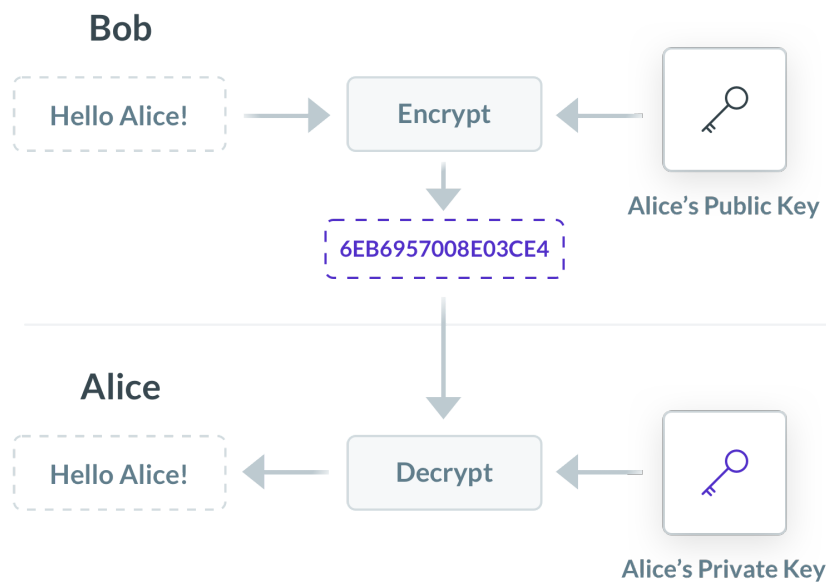 Bob
Hello Alice!
Encrypt
Alice’s Public Key
6EB6957008E03CE4
Alice
Hello Alice!
Decrypt
Alice’s Private Key